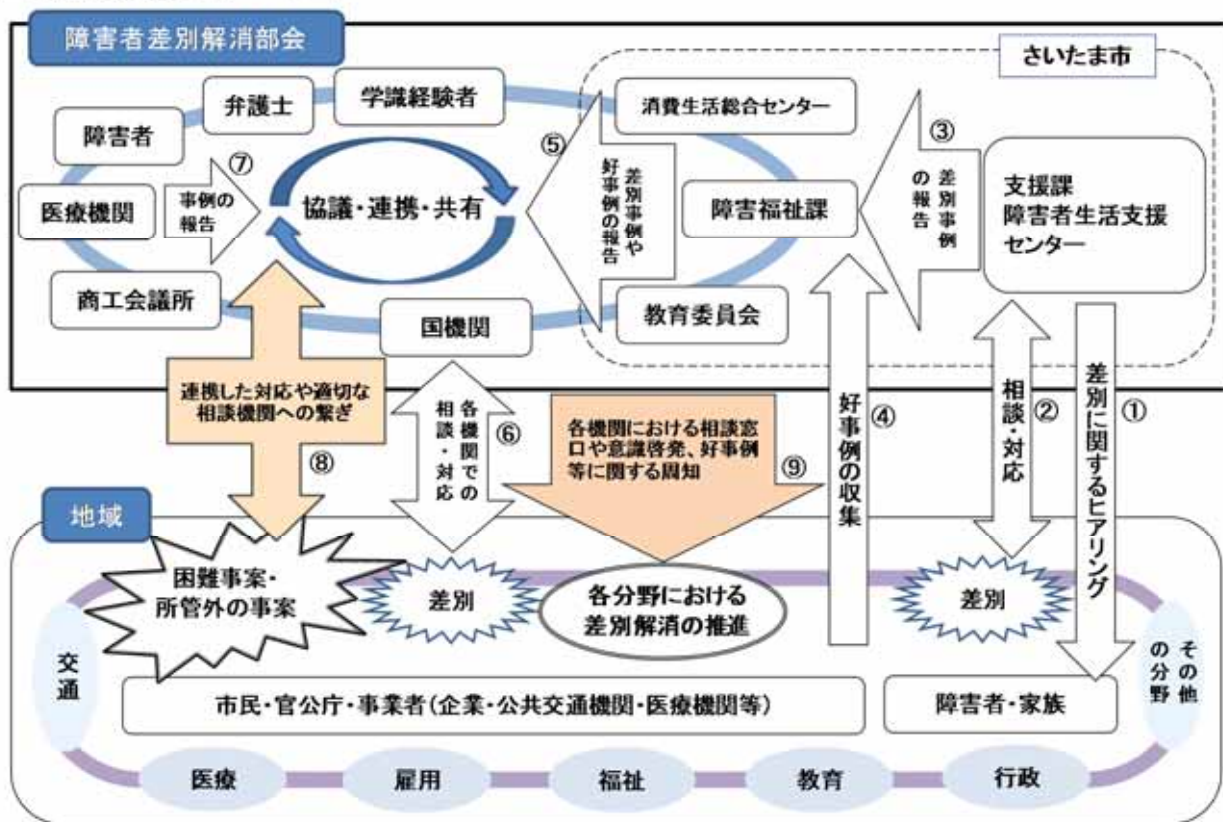 障害者差別解消部会
さいたま市
学識経験者
弁護士
障害者
医療機関
商工会議所
国機関
⑦
事例の
報告
協議・連携・共有
⑤
差別事例や
好事例の報告
消費生活総合センター
障害福祉課
教育委員会
③
差別事例
の報告
支援課
障害者生活支援
センター
連携した対応や適切な
相談機関への繋ぎ
⑧
各機関での
相談・対応
⑥
各機関における相談窓
口や意識啓発、好事例
等に関する周知
⑨
好事例の収集
④
相談・対応
②
差別に関するヒアリング
①
地域
困難事案・
所管外の事案
差別
各分野における
差別解消の推進
差別
交通
その他
の分野
市民・官公庁・事業者(企業・公共交通機関・医療機関等)
障害者・家族
医療
雇用
福祉
教育
行政